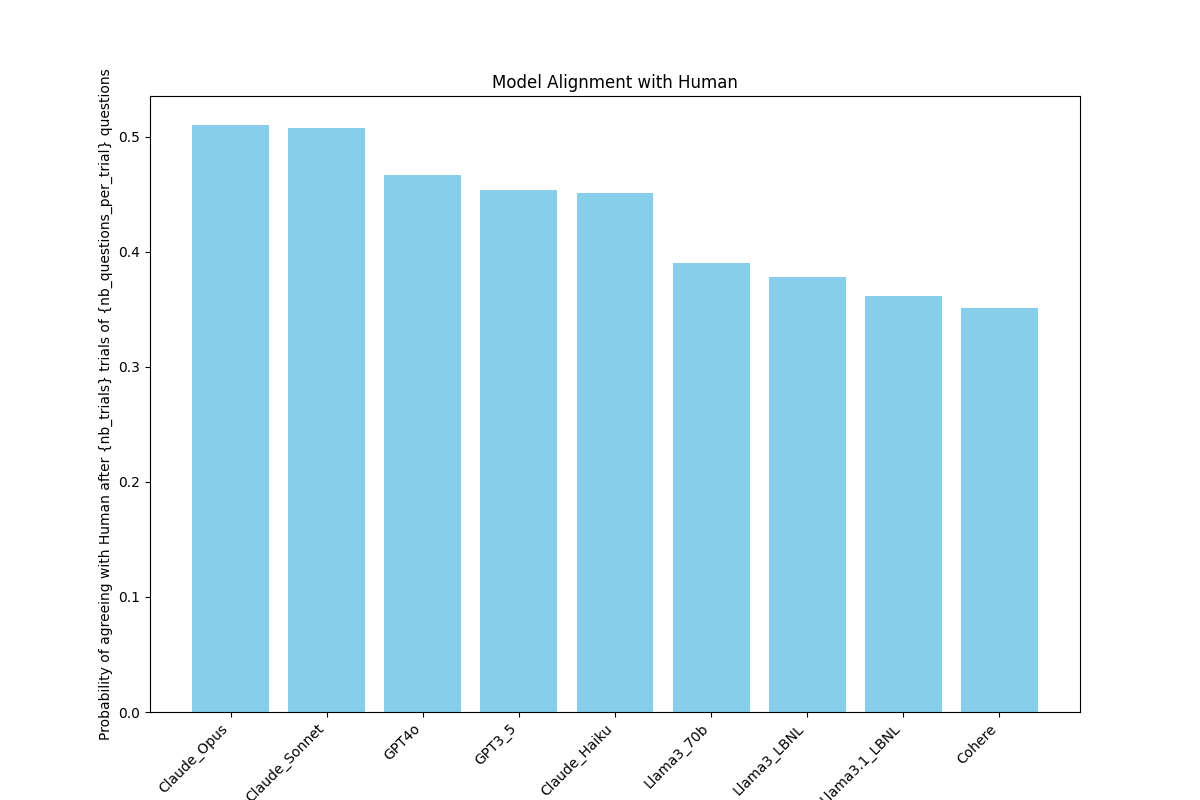 Model Alignment with Human
Probability of agreeing with Human after {nb_trials} trials of {nb_questions_per_trial} questions
0.5
0.4
0.3
0.2
0.1
0.0
Claude_Opus
Claude_Sonnet
GPT4o
GPT3_5
Claude_Haiku
Llama3_70b
Llama3_LBNL
Llama3.1_LBNL
Cohere